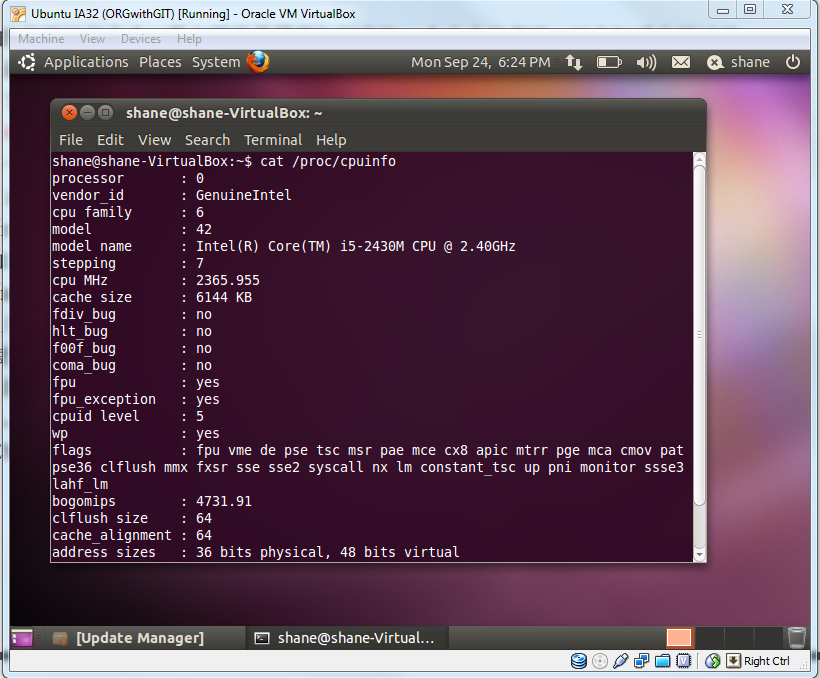 Ubuntu IA32 (ORGwithGIT) [Running] - Oracle VM VirtualBox
Machine View Devices Help
Applications Places System Mon Sep 24, 6:24 PM shane
shane@shane-VirtualBox: ~
File Edit View Search Terminal Help
shane@shane-VirtualBox:~$ cat /proc/cpuinfo
processor : 0
vendor_id : GenuineIntel
cpu family : 6
model : 42
model name : Intel(R) Core(TM) i5-2430M CPU @ 2.40GHz
stepping : 7
cpu MHz : 2365.955
cache size : 6144 KB
fdiv_bug : no
hlt_bug : no
f00f_bug : no
coma_bug : no
fpu : yes
fpu_exception : yes
cpuid level : 5
wp : yes
flags : fpu vme de pse tsc msr pae mce cx8 apic mtrr pge mca cmov pat
pse36 clflush mmx fxsr sse sse2 syscall nx lm constant_tsc up pni monitor ssse3
lahf_lm
bogomips : 4731.91
clflush size : 64
cache_alignment : 64
address sizes : 36 bits physical, 48 bits virtual
[Update Manager] shane@shane-Virtual...
Right Ctrl